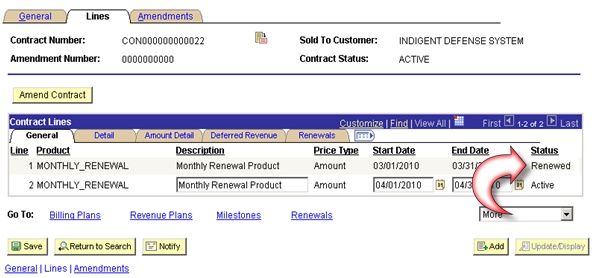 General Lines Amendments
Contract Number: CON000000000022 Sold To Customer: INDIGENT DEFENSE SYSTEM
Amendment Number: 0000000000 Contract Status: ACTIVE
Amend Contract
Contract Lines Customize | Find | View All | First 1-2 of 2 Last
General Detail Amount Detail Deferred Revenue Renewals
Line Product Description Price Type Start Date End Date Status
1 MONTHLY_RENEWAL Monthly Renewal Product Amount 03/01/2010 03/31/ Renewed
2 MONTHLY_RENEWAL Monthly Renewal Product Amount 04/01/2010 04/3 2010 Active
Go To: Billing Plans Revenue Plans Milestones Renewals More
Save Return to Search Notify Add Update/Display
General | Lines | Amendments